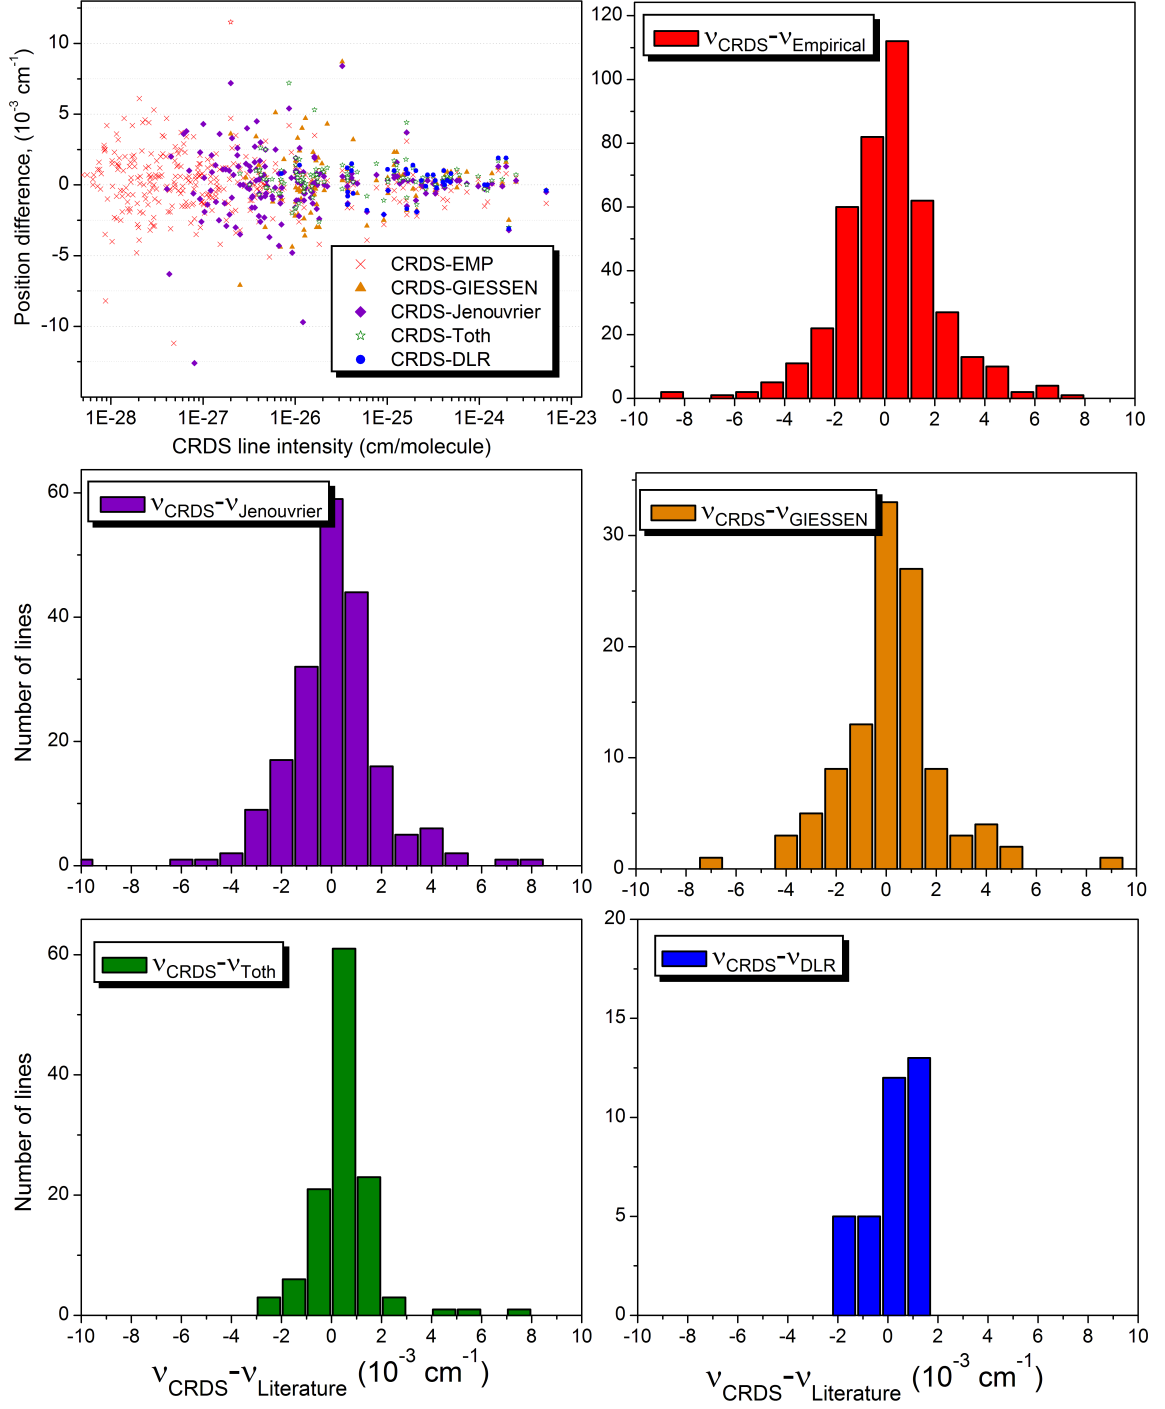 10
5
0
-5
-10
Position difference, (10⁻³ cm⁻¹)
CRDS-EMP
CRDS-GIESSEN
CRDS-Jenouvrier
CRDS-Toth
CRDS-DLR
1E-28 1E-27 1E-26 1E-25 1E-24 1E-23
CRDS line intensity (cm/molecule)
νCRDS-νEmpirical
120
100
80
60
40
20
0
-10 -8 -6 -4 -2 0 2 4 6 8 10
νCRDS-νJenouvrier
60
40
20
0
Number of lines
-10 -8 -6 -4 -2 0 2 4 6 8 10
νCRDS-νGIESSEN
30
20
10
0
-10 -8 -6 -4 -2 0 2 4 6 8 10
νCRDS-νToth
60
40
20
0
Number of lines
-10 -8 -6 -4 -2 0 2 4 6 8 10
νCRDS-νLiterature (10⁻³ cm⁻¹)
νCRDS-νDLR
20
15
10
5
0
-10 -8 -6 -4 -2 0 2 4 6 8 10
νCRDS-νLiterature (10⁻³ cm⁻¹)